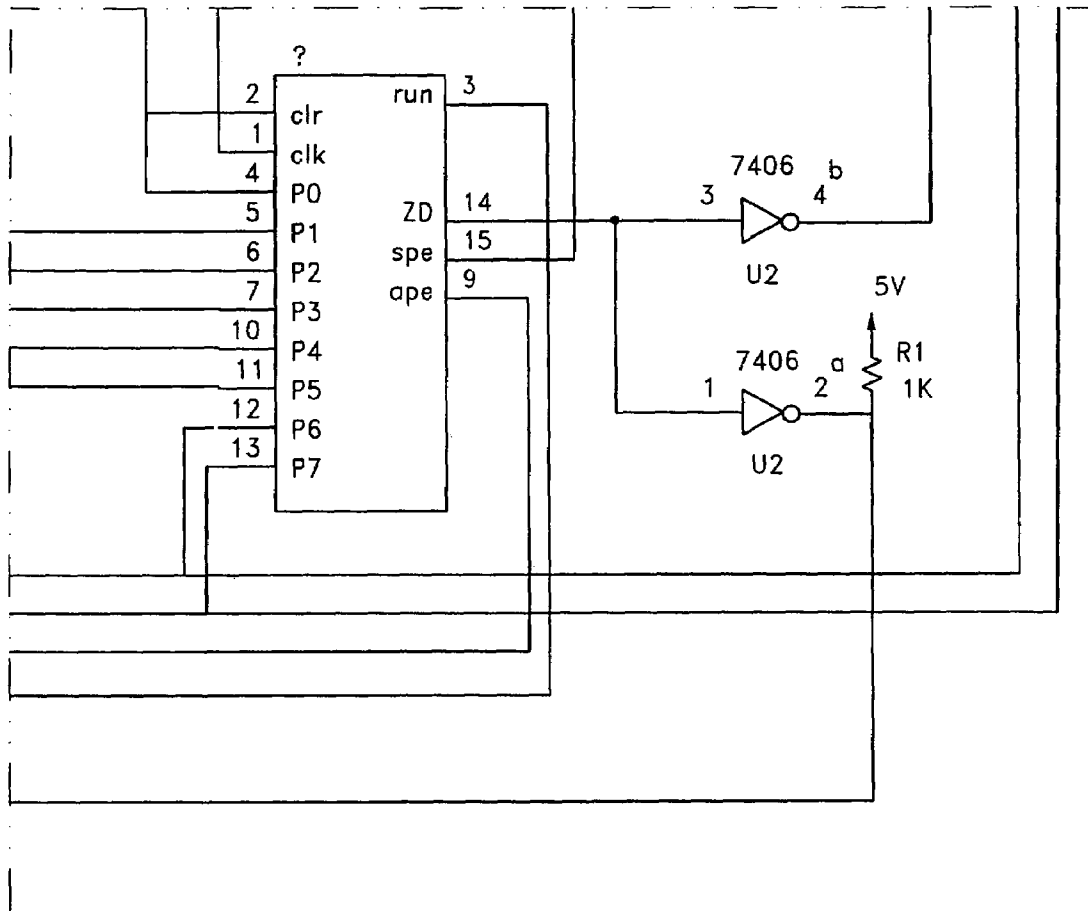 ?
2 clr
1 clk
4 P0
5 P1
6 P2
7 P3
10 P4
11 P5
12 P6
13 P7
run 3
ZD 14
spe 15
ape 9
7406 b
3 4
U2
5V
R1
1K
7406 a
1 2
U2